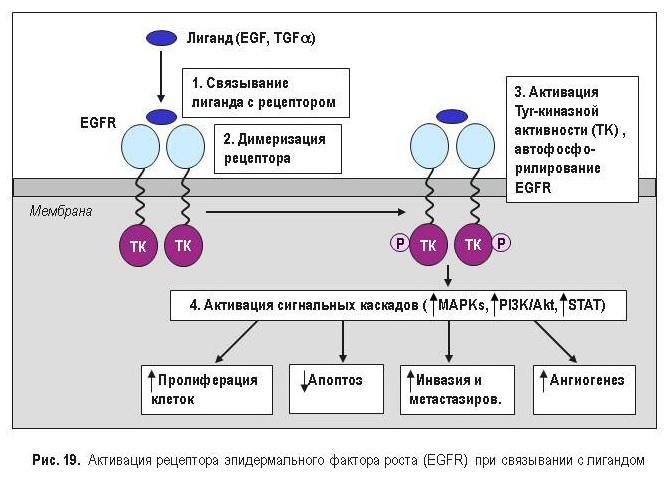 Лиганд (EGF, TGFα)
1. Связывание
лиганда с рецептором
EGFR
2. Димеризация
рецептора
3. Активация
Tyr-киназной
активности (ТК) ,
автофосфо-
рилирование
EGFR
Мембрана
ТК
ТК
P
ТК
ТК
P
4. Активация сигнальных каскадов (↑MAPKs, ↑PI3K/Akt, ↑STAT)
↑Пролиферация
клеток
↓Апоптоз
↑Инвазия и
метастазиров.
↑Ангиогенез
Рис. 19. Активация рецептора эпидермального фактора роста (EGFR) при связывании с лигандом